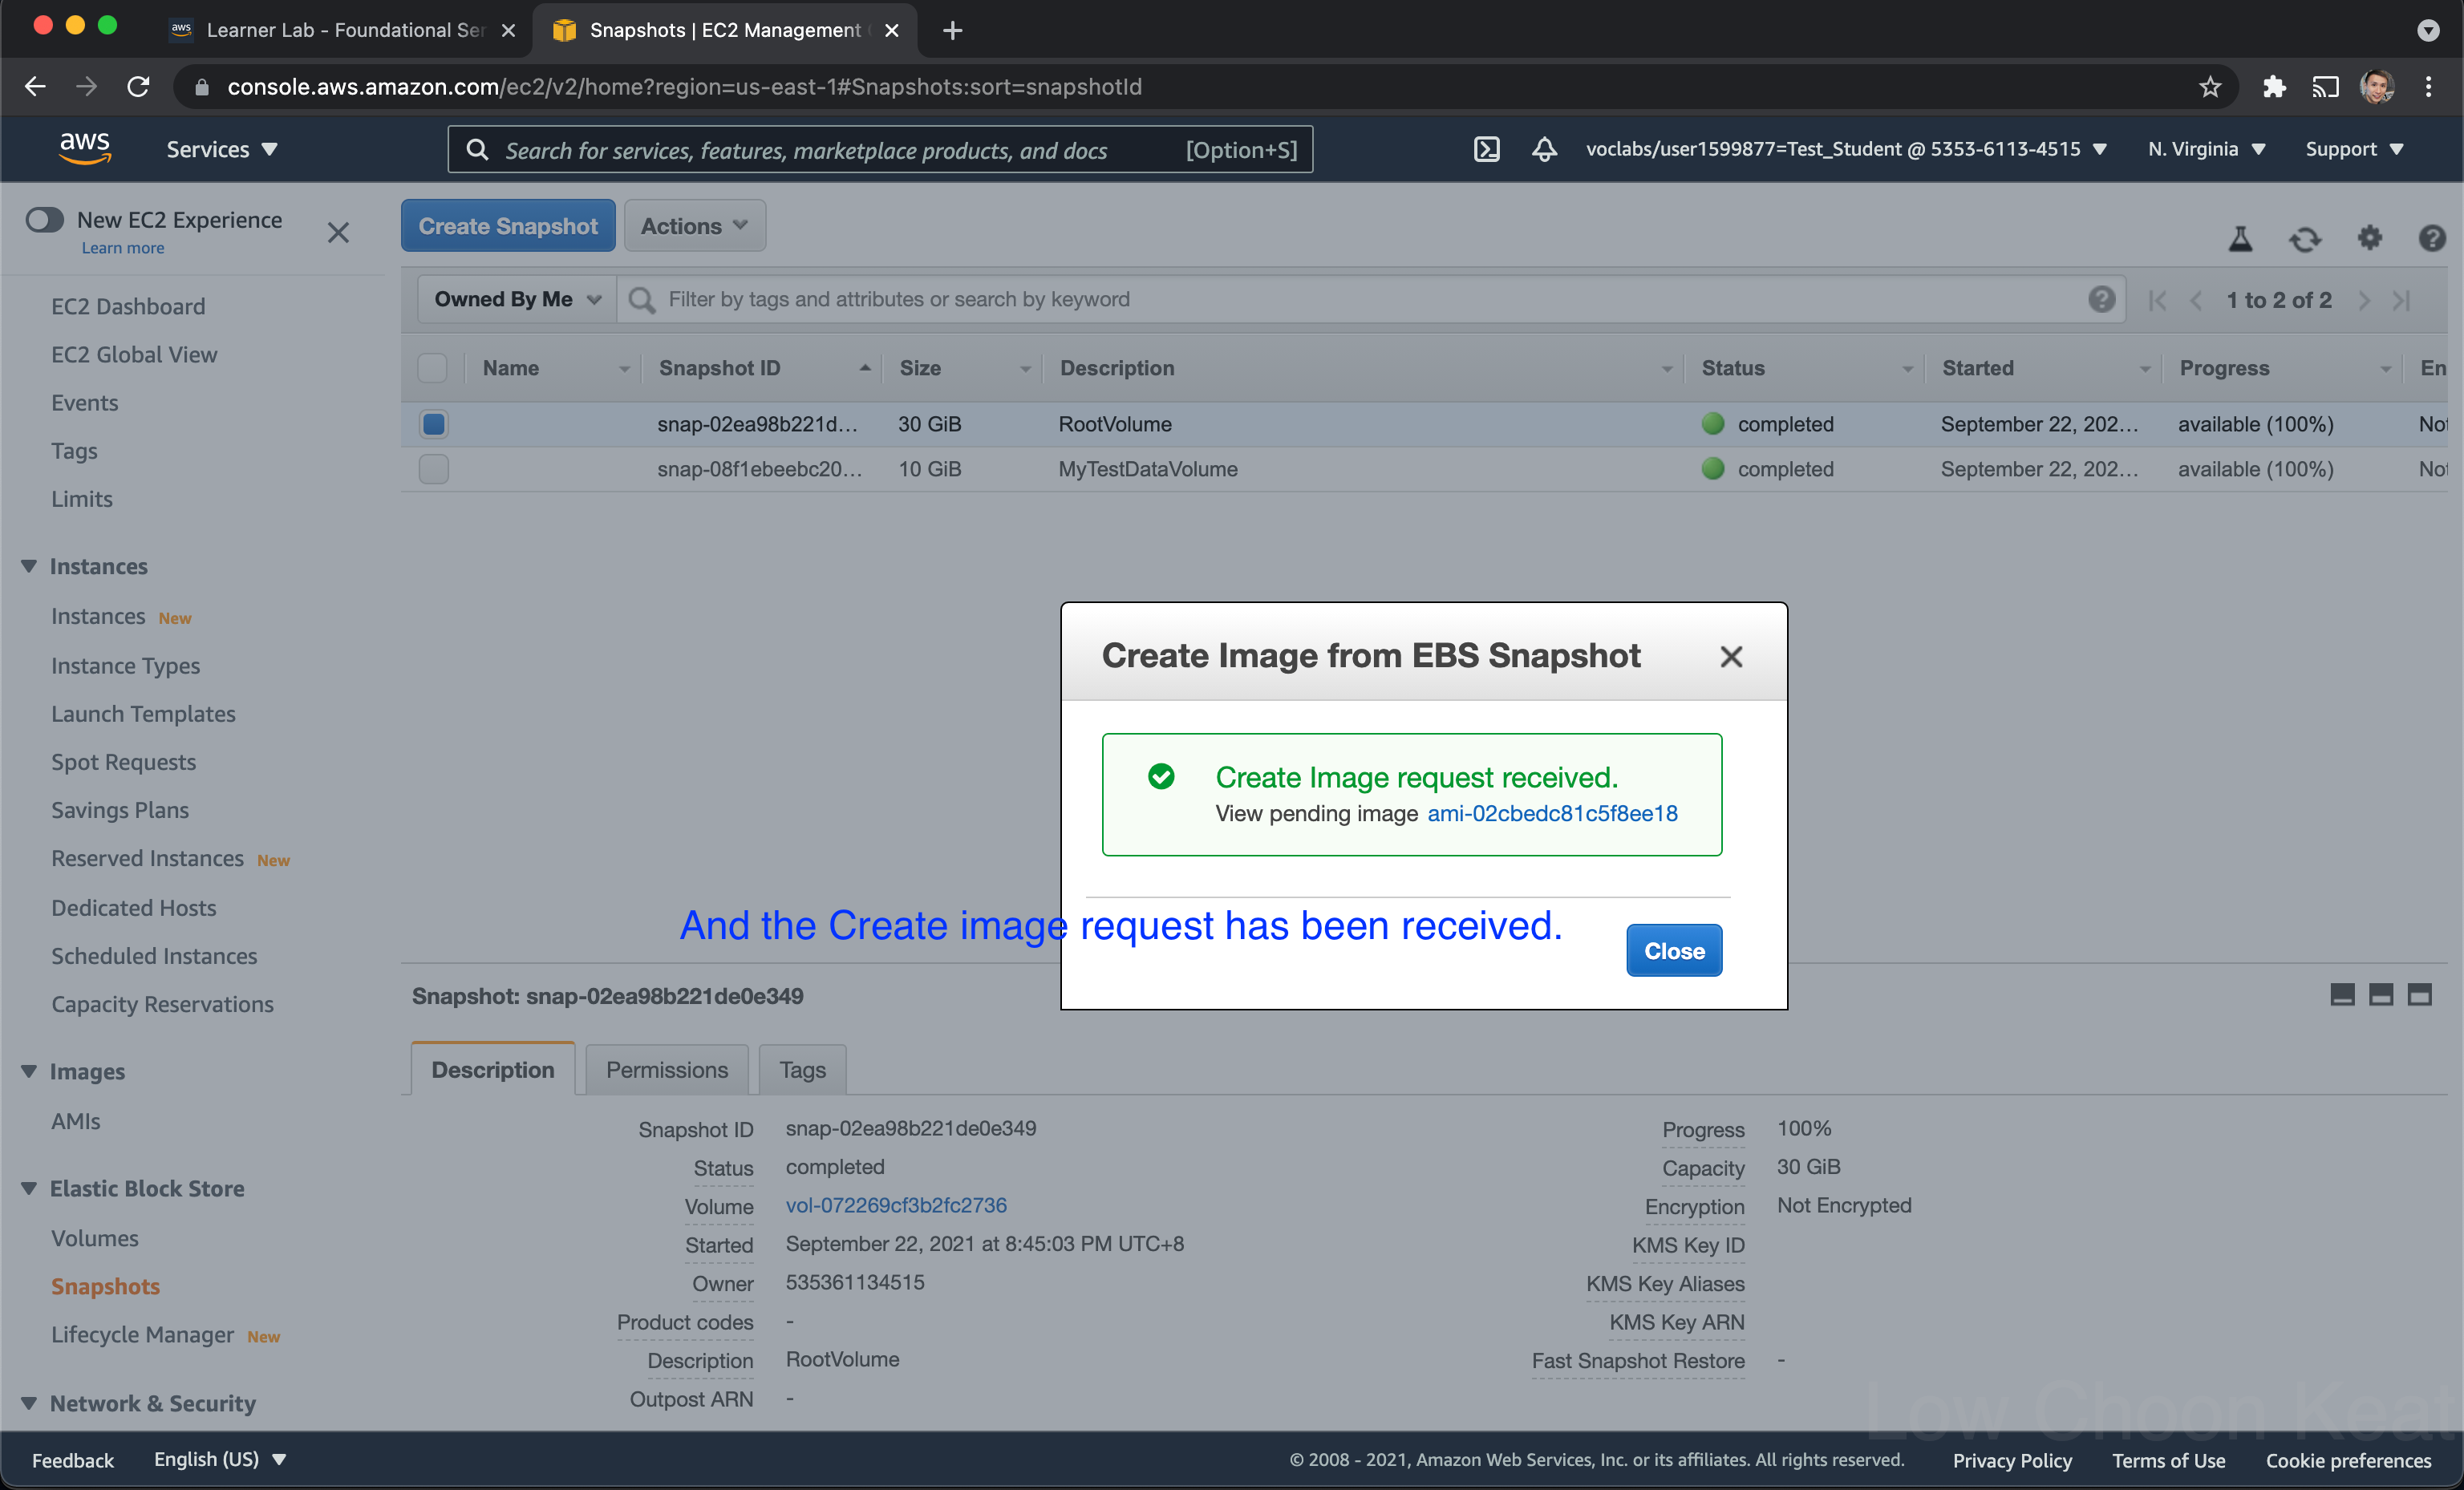 aws
Learner Lab - Foundational Ser
Snapshots | EC2 Management
console.aws.amazon.com/ec2/v2/home?region=us-east-1#Snapshots:sort=snapshotId
aws
Services
Search for services, features, marketplace products, and docs
[Option+S]
voclabs/user1599877=Test_Student @ 5353-6113-4515
N. Virginia
Support
New EC2 Experience
Learn more
EC2 Dashboard
EC2 Global View
Events
Tags
Limits
Instances
Instances New
Instance Types
Launch Templates
Spot Requests
Savings Plans
Reserved Instances New
Dedicated Hosts
Scheduled Instances
Capacity Reservations
Images
AMIs
Elastic Block Store
Volumes
Snapshots
Lifecycle Manager New
Network & Security
Create Snapshot
Actions
Owned By Me
Filter by tags and attributes or search by keyword
1 to 2 of 2
Name Snapshot ID Size Description Status Started Progress En
snap-02ea98b221d... 30 GiB RootVolume completed September 22, 202... available (100%) Not
snap-08f1ebeebc20... 10 GiB MyTestDataVolume completed September 22, 202... available (100%) Not
Create Image from EBS Snapshot
Create Image request received.
View pending image ami-02cbedc81c5f8ee18
And the Create image request has been received.
Close
Snapshot: snap-02ea98b221de0e349
Description
Permissions
Tags
Snapshot ID snap-02ea98b221de0e349
Status completed
Volume vol-072269cf3b2fc2736
Started September 22, 2021 at 8:45:03 PM UTC+8
Owner 535361134515
Product codes -
Description RootVolume
Outpost ARN -
Progress 100%
Capacity 30 GiB
Encryption Not Encrypted
KMS Key ID
KMS Key Aliases
KMS Key ARN
Fast Snapshot Restore -
Low Choon Keat
Feedback
English (US)
© 2008 - 2021, Amazon Web Services, Inc. or its affiliates. All rights reserved.
Privacy Policy
Terms of Use
Cookie preferences